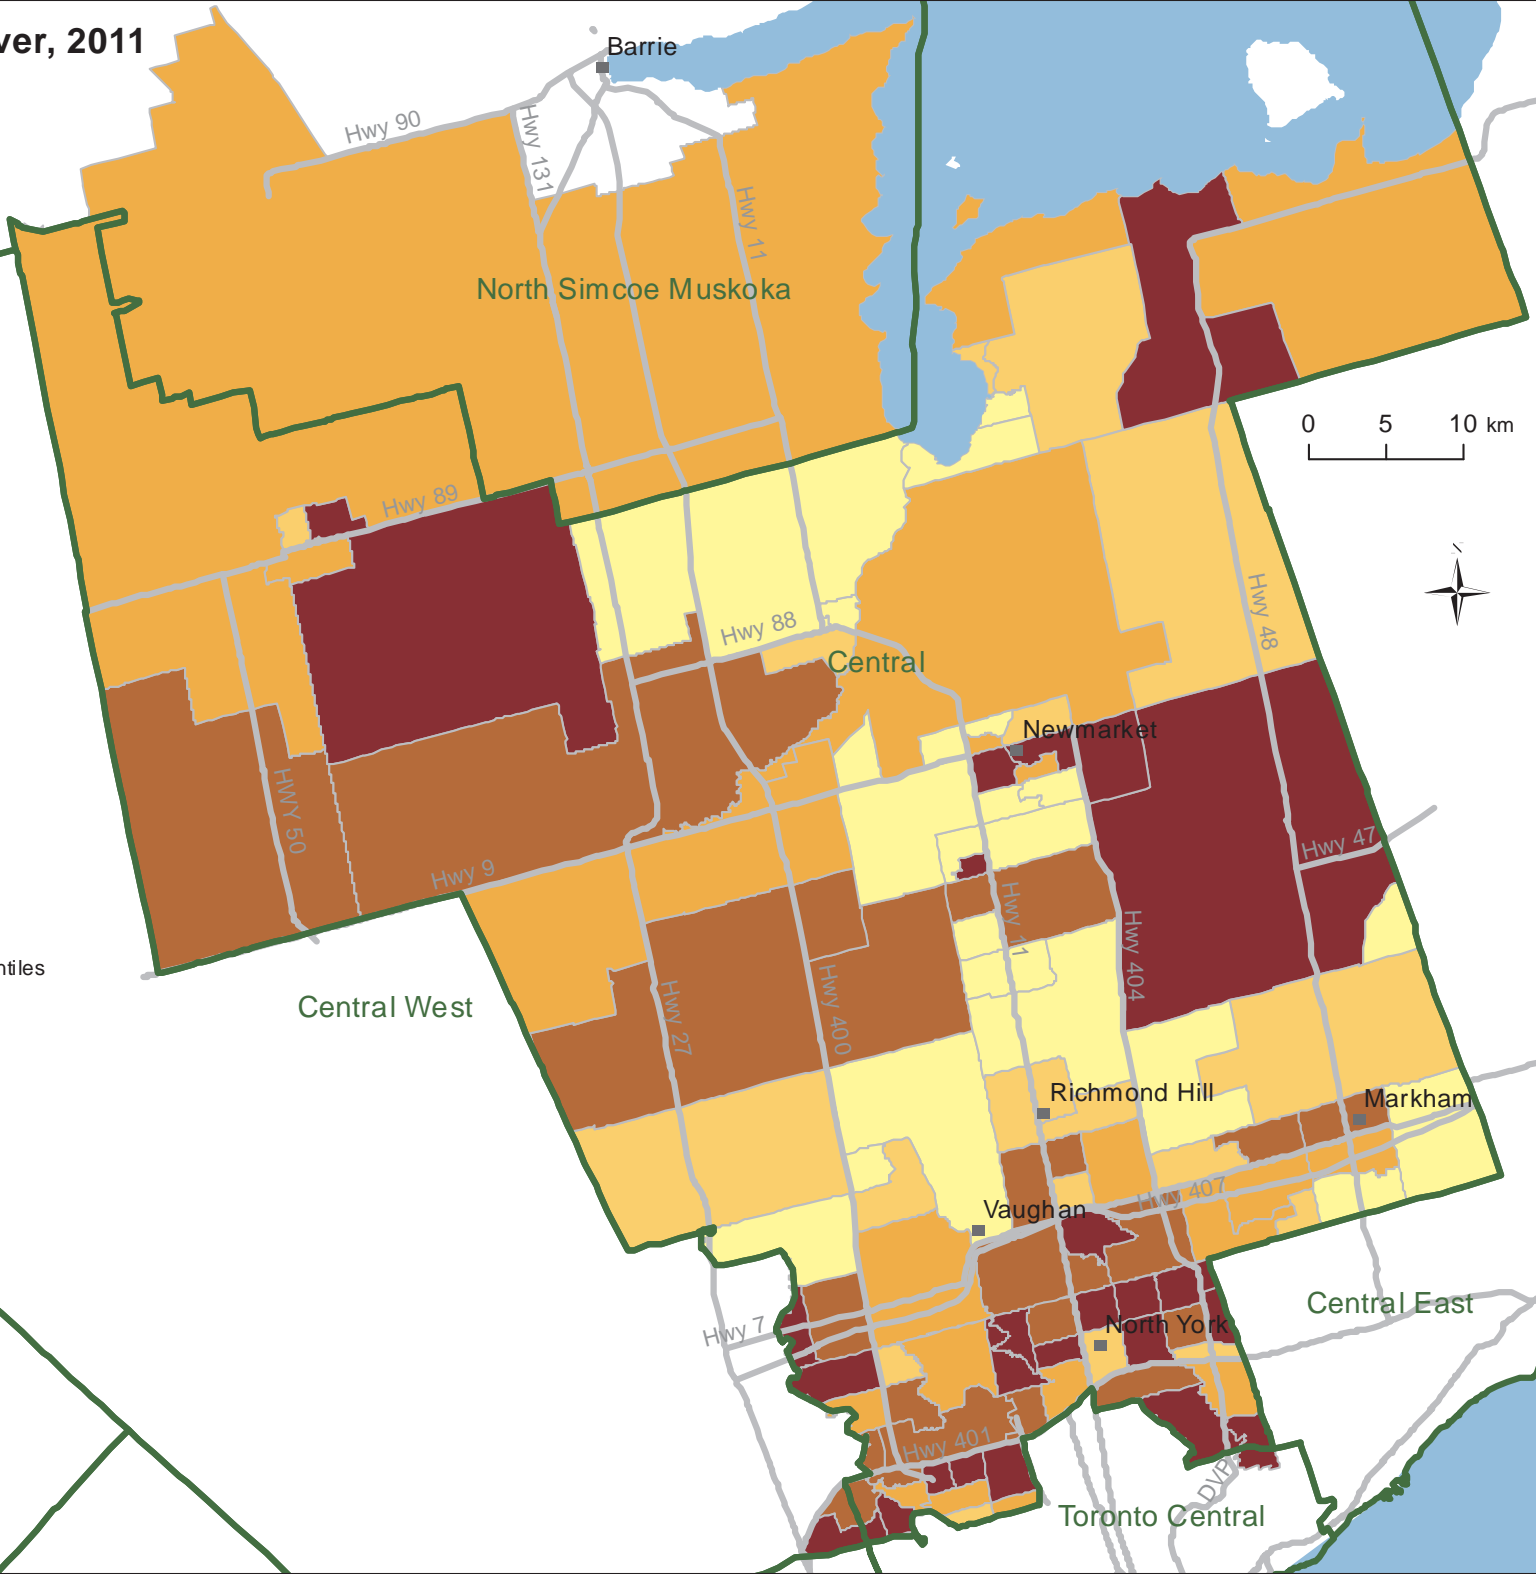 ver, 2011
Barrie
Hwy 90
Hwy 131
Hwy 11
North Simcoe Muskoka
0 5 10 km
Hwy 89
N
Hwy 88
Hwy 48
Central
Newmarket
HWY 50
Hwy 47
Hwy 9
Hwy 11
Hwy 404
ntiles
Central West
Hwy 27
Hwy 400
Richmond Hill
Markham
Hwy 407
Vaughan
Central East
Hwy 7
North York
Hwy 401
DVP
Toronto Central